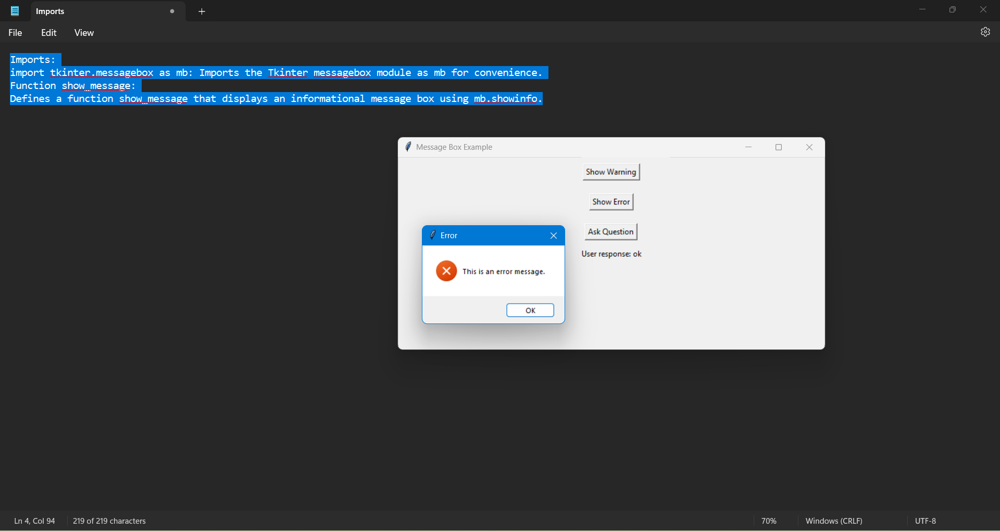 Imports
File Edit View
Imports:
import tkinter.messagebox as mb: Imports the Tkinter messagebox module as mb for convenience.
Function show_message:
Defines a function show_message that displays an informational message box using mb.showinfo.
Message Box Example
Show Warning
Show Error
Ask Question
User response: ok
Error
This is an error message.
OK
Ln 4, Col 94 219 of 219 characters 70% Windows (CRLF) UTF-8